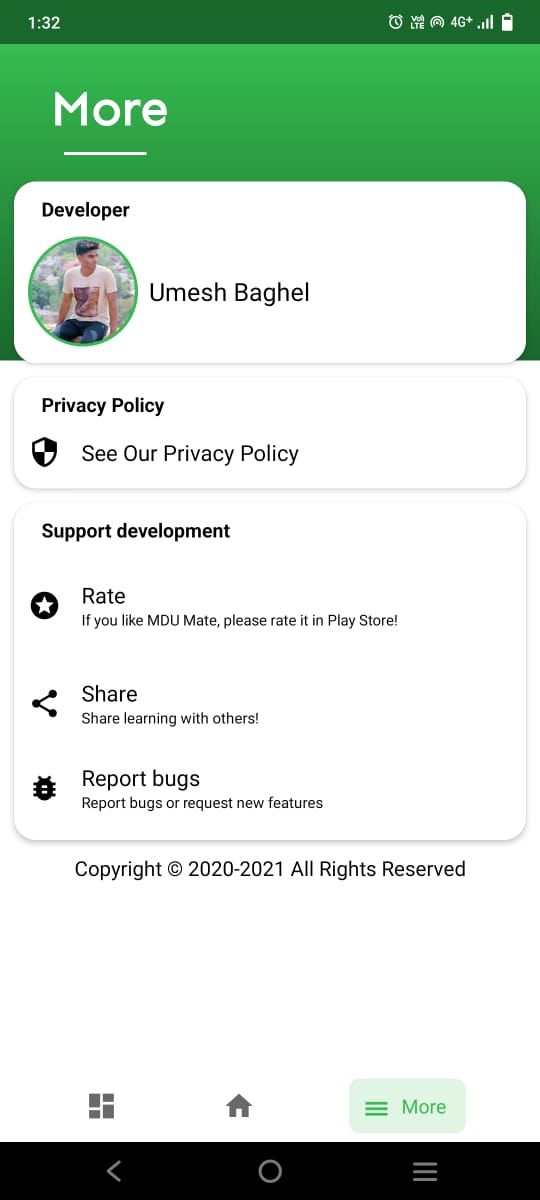 1:32
Vo) LTE 4G+
More
Developer
Umesh Baghel
Privacy Policy
See Our Privacy Policy
Support development
Rate
If you like MDU Mate, please rate it in Play Store!
Share
Share learning with others!
Report bugs
Report bugs or request new features
Copyright © 2020-2021 All Rights Reserved
More